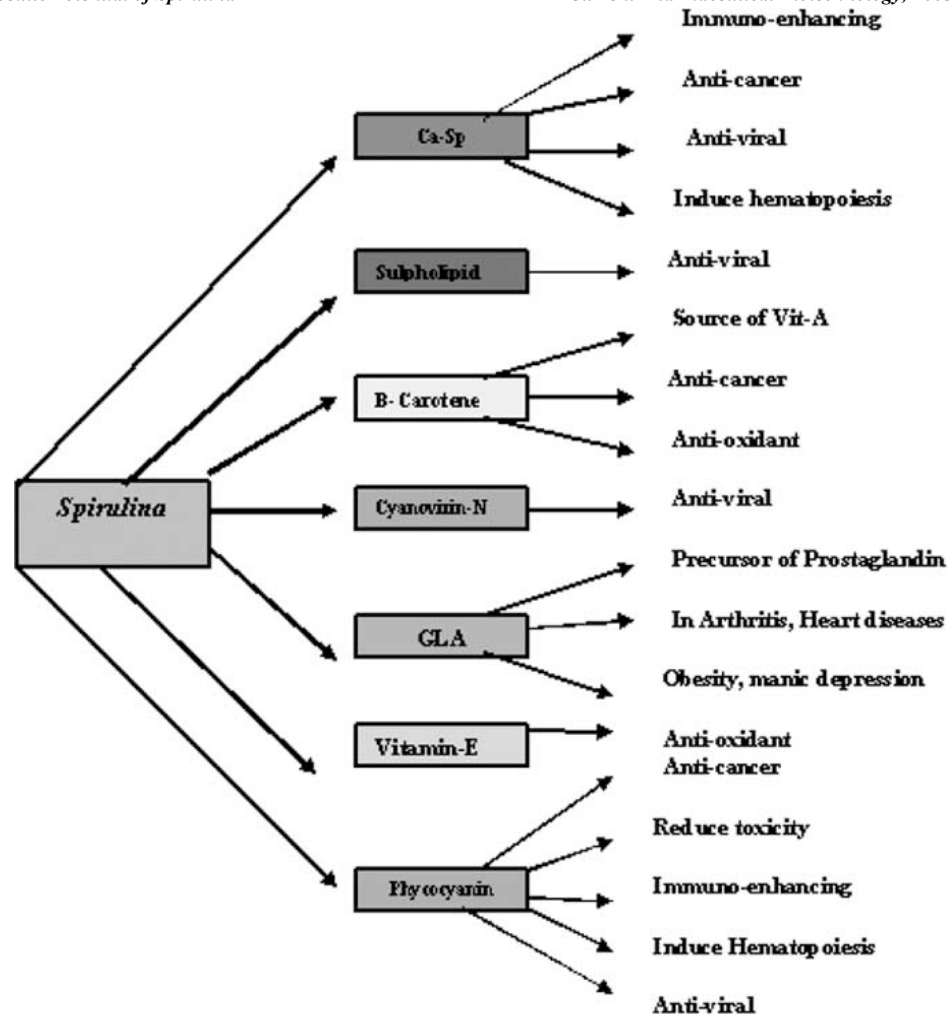 Immuno-enhancing
Anti-cancer
Ca-Sp
Anti-viral
Induce hematopoiesis
Sulpholipid
Anti-viral
Source of Vit-A
B- Carotene
Anti-cancer
Anti-oxidant
Spirulina
Cyanovirin-N
Anti-viral
Precursor of Prostaglandin
GLA
In Arthritis, Heart diseases
Obesity, manic depression
Vitamin-E
Anti-oxidant
Anti-cancer
Reduce toxicity
Phycocyanin
Immuno-enhancing
Induce Hematopoiesis
Anti-viral